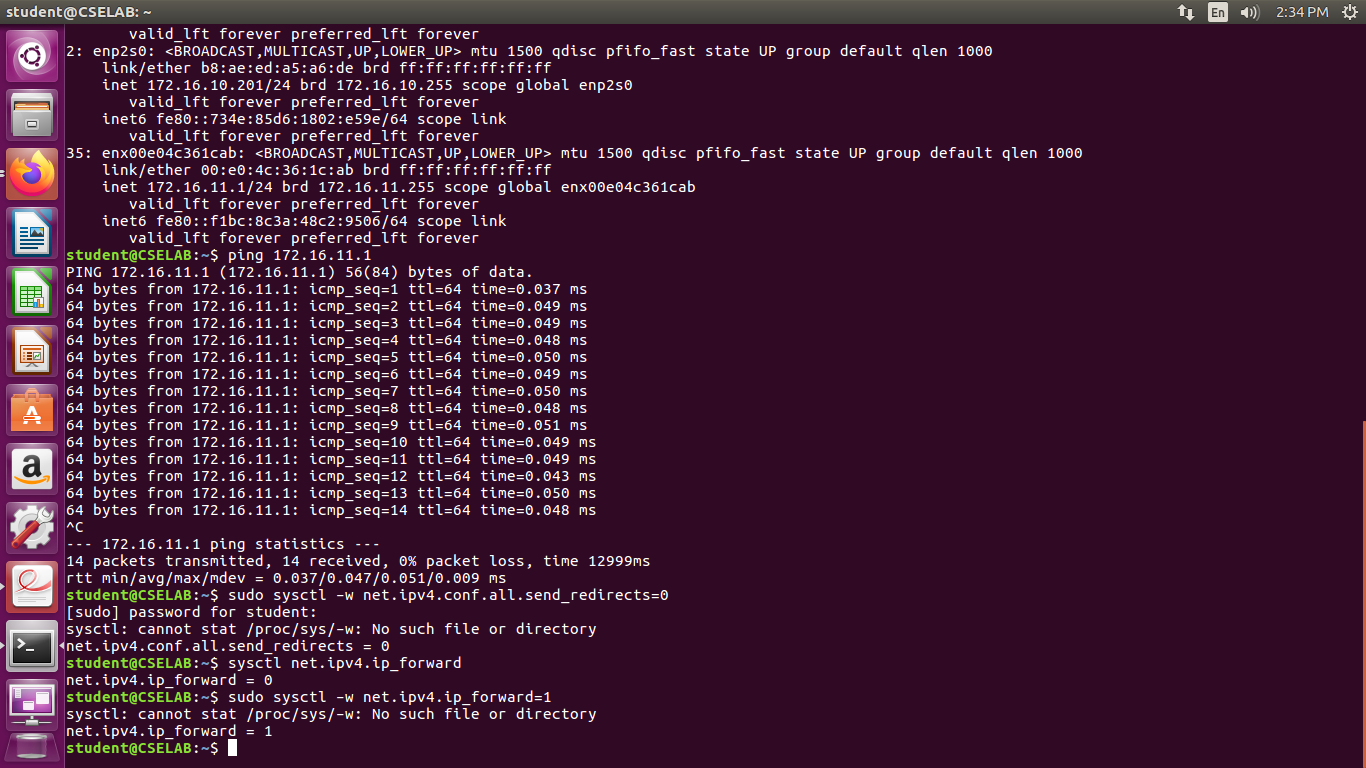 student@CSELAB: ~
En
2:34 PM
valid_lft forever preferred_lft forever
2: enp2s0: <BROADCAST,MULTICAST,UP,LOWER_UP> mtu 1500 qdisc pfifo_fast state UP group default qlen 1000
link/ether b8:ae:ed:a5:a6:de brd ff:ff:ff:ff:ff:ff
inet 172.16.10.201/24 brd 172.16.10.255 scope global enp2s0
valid_lft forever preferred_lft forever
inet6 fe80::734e:85d6:1802:e59e/64 scope link
valid_lft forever preferred_lft forever
35: enx00e04c361cab: <BROADCAST,MULTICAST,UP,LOWER_UP> mtu 1500 qdisc pfifo_fast state UP group default qlen 1000
link/ether 00:e0:4c:36:1c:ab brd ff:ff:ff:ff:ff:ff
inet 172.16.11.1/24 brd 172.16.11.255 scope global enx00e04c361cab
valid_lft forever preferred_lft forever
inet6 fe80::f1bc:8c3a:48c2:9506/64 scope link
valid_lft forever preferred_lft forever
student@CSELAB:~$ ping 172.16.11.1
PING 172.16.11.1 (172.16.11.1) 56(84) bytes of data.
64 bytes from 172.16.11.1: icmp_seq=1 ttl=64 time=0.037 ms
64 bytes from 172.16.11.1: icmp_seq=2 ttl=64 time=0.049 ms
64 bytes from 172.16.11.1: icmp_seq=3 ttl=64 time=0.049 ms
64 bytes from 172.16.11.1: icmp_seq=4 ttl=64 time=0.048 ms
64 bytes from 172.16.11.1: icmp_seq=5 ttl=64 time=0.050 ms
64 bytes from 172.16.11.1: icmp_seq=6 ttl=64 time=0.049 ms
64 bytes from 172.16.11.1: icmp_seq=7 ttl=64 time=0.050 ms
64 bytes from 172.16.11.1: icmp_seq=8 ttl=64 time=0.048 ms
64 bytes from 172.16.11.1: icmp_seq=9 ttl=64 time=0.051 ms
64 bytes from 172.16.11.1: icmp_seq=10 ttl=64 time=0.049 ms
64 bytes from 172.16.11.1: icmp_seq=11 ttl=64 time=0.049 ms
64 bytes from 172.16.11.1: icmp_seq=12 ttl=64 time=0.043 ms
64 bytes from 172.16.11.1: icmp_seq=13 ttl=64 time=0.050 ms
64 bytes from 172.16.11.1: icmp_seq=14 ttl=64 time=0.048 ms
^C
--- 172.16.11.1 ping statistics ---
14 packets transmitted, 14 received, 0% packet loss, time 12999ms
rtt min/avg/max/mdev = 0.037/0.047/0.051/0.009 ms
student@CSELAB:~$ sudo sysctl -w net.ipv4.conf.all.send_redirects=0
[sudo] password for student:
sysctl: cannot stat /proc/sys/–w: No such file or directory
net.ipv4.conf.all.send_redirects = 0
student@CSELAB:~$ sysctl net.ipv4.ip_forward
net.ipv4.ip_forward = 0
student@CSELAB:~$ sudo sysctl –w net.ipv4.ip_forward=1
sysctl: cannot stat /proc/sys/–w: No such file or directory
net.ipv4.ip_forward = 1
student@CSELAB:~$